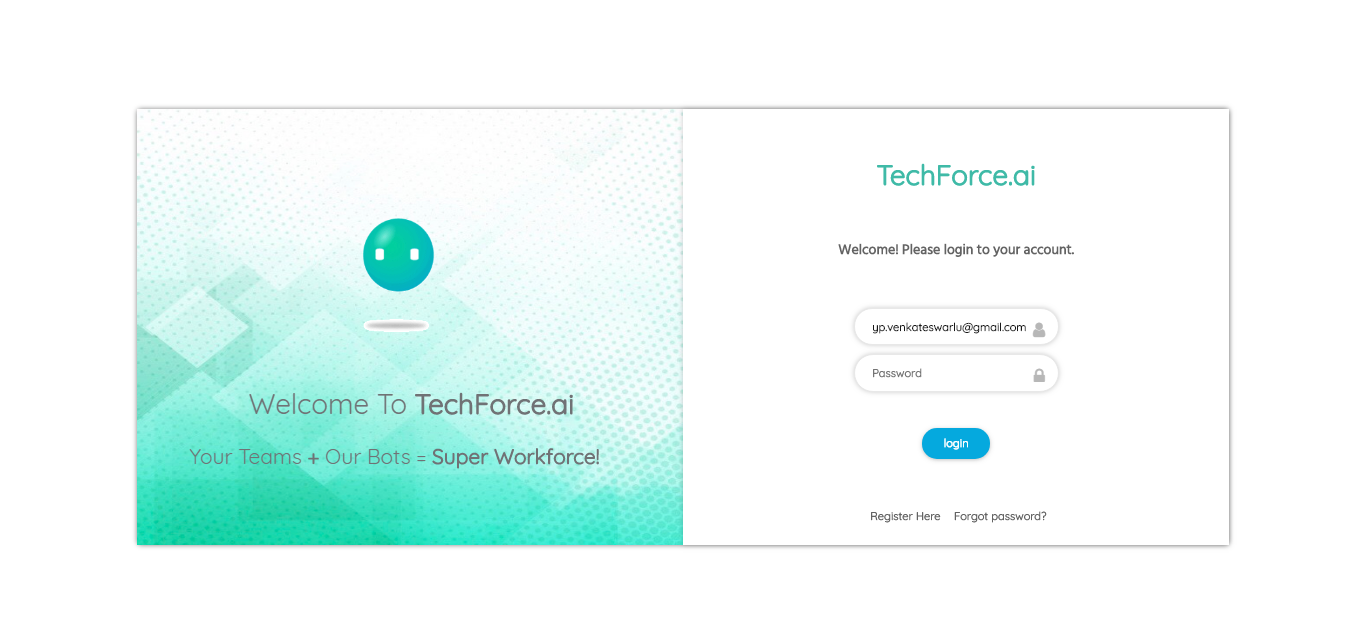 Welcome To TechForce.ai
Your Teams + Our Bots = Super Workforce!
TechForce.ai
Welcome! Please login to your account.
yp.venkateswarlu@gmail.com
Password
login
Register Here Forgot password?